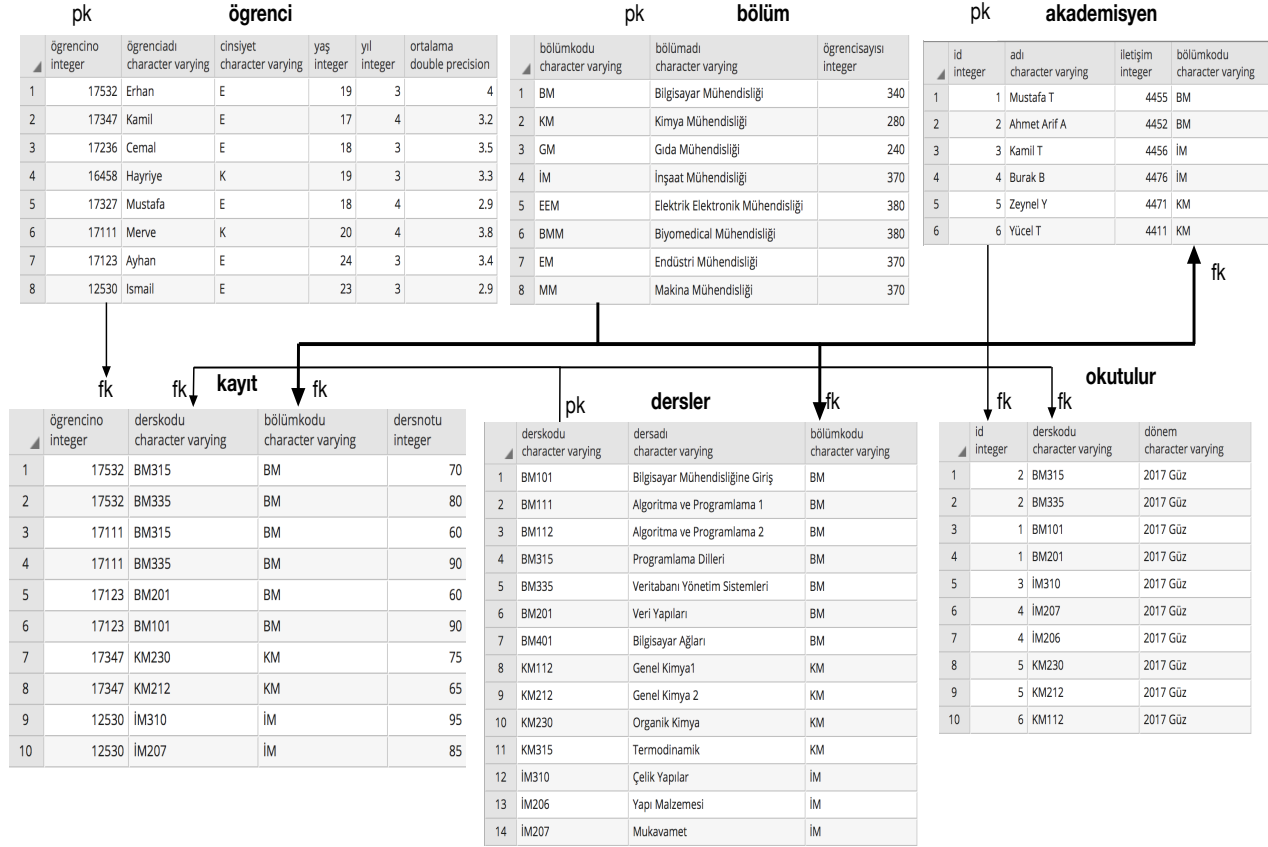 pk ögrenci
ögrencino ögrenciadı cinsiyet yaş yıl ortalama
integer character varying character varying integer integer double precision
1 17532 Erhan E 19 3 4
2 17347 Kamil E 17 4 3.2
3 17236 Cemal E 18 3 3.5
4 16458 Hayriye K 19 3 3.3
5 17327 Mustafa E 18 4 2.9
6 17111 Merve K 20 4 3.8
7 17123 Ayhan E 24 3 3.4
8 12530 Ismail E 23 3 2.9
pk bölüm
bölümkodu bölümadı ögrencisayısı
character varying character varying integer
1 BM Bilgisayar Mühendisliği 340
2 KM Kimya Mühendisliği 280
3 GM Gıda Mühendisliği 240
4 İM İnşaat Mühendisliği 370
5 EEM Elektrik Elektronik Mühendisliği 380
6 BMM Biyomedical Mühendisliği 380
7 EM Endüstri Mühendisliği 370
8 MM Makina Mühendisliği 370
pk akademisyen
id adı iletişim bölümkodu
integer character varying integer character varying
1 1 Mustafa T 4455 BM
2 2 Ahmet Arif A 4452 BM
3 3 Kamil T 4456 İM
4 4 Burak B 4476 İM
5 5 Zeynel Y 4471 KM
6 6 Yücel T 4411 KM
fk
fk fk kayıt fk
ögrencino derskodu bölümkodu dersnotu
integer character varying character varying integer
1 17532 BM315 BM 70
2 17532 BM335 BM 80
3 17111 BM315 BM 60
4 17111 BM335 BM 90
5 17123 BM201 BM 60
6 17123 BM101 BM 90
7 17347 KM230 KM 75
8 17347 KM212 KM 65
9 12530 İM310 İM 95
10 12530 İM207 İM 85
pk dersler fk
derskodu dersadı bölümkodu
character varying character varying character varying
1 BM101 Bilgisayar Mühendisliğine Giriş BM
2 BM111 Algoritma ve Programlama 1 BM
3 BM112 Algoritma ve Programlama 2 BM
4 BM315 Programlama Dilleri BM
5 BM335 Veritabanı Yönetim Sistemleri BM
6 BM201 Veri Yapıları BM
7 BM401 Bilgisayar Ağları BM
8 KM112 Genel Kimya1 KM
9 KM212 Genel Kimya 2 KM
10 KM230 Organik Kimya KM
11 KM315 Termodinamik KM
12 İM310 Çelik Yapılar İM
13 İM206 Yapı Malzemesi İM
14 İM207 Mukavamet İM
okutulur
fk fk
id derskodu dönem
integer character varying character varying
1 2 BM315 2017 Güz
2 2 BM335 2017 Güz
3 1 BM101 2017 Güz
4 1 BM201 2017 Güz
5 3 İM310 2017 Güz
6 4 İM207 2017 Güz
7 4 İM206 2017 Güz
8 5 KM230 2017 Güz
9 5 KM212 2017 Güz
10 6 KM112 2017 Güz